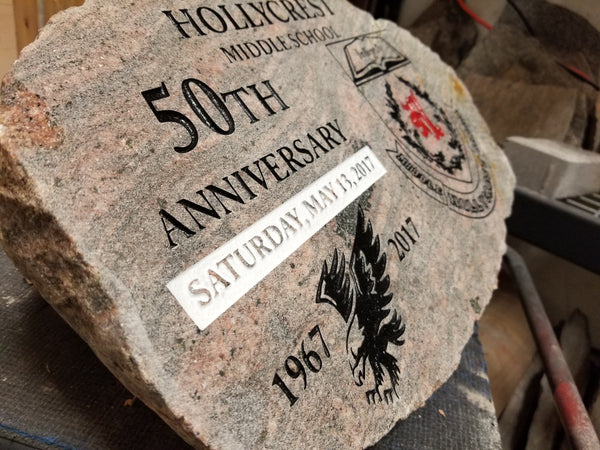 HOLLYCREST
MIDDLE SCHOOL
50TH
ANNIVERSARY
SATURDAY, MAY 13, 2017
1967
2017